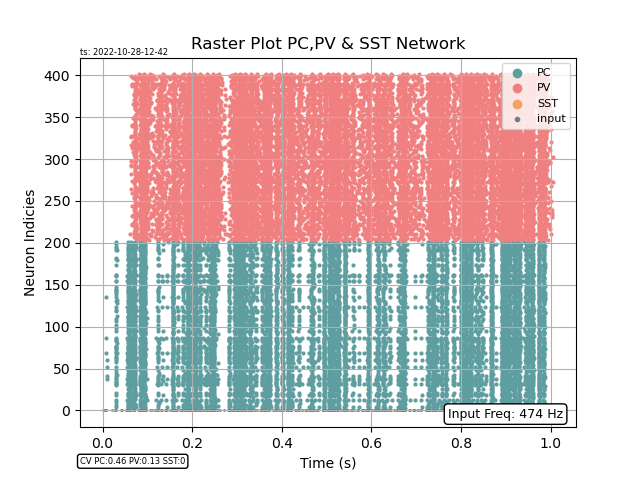 Raster Plot PC,PV & SST Network
ts: 2022-10-28-12-42
PC
PV
SST
input
400
350
300
250
200
150
100
50
0
Neuron Indicies
Input Freq: 474 Hz
0.0 0.2 0.4 0.6 0.8 1.0
Time (s)
CV PC:0.46 PV:0.13 SST:0